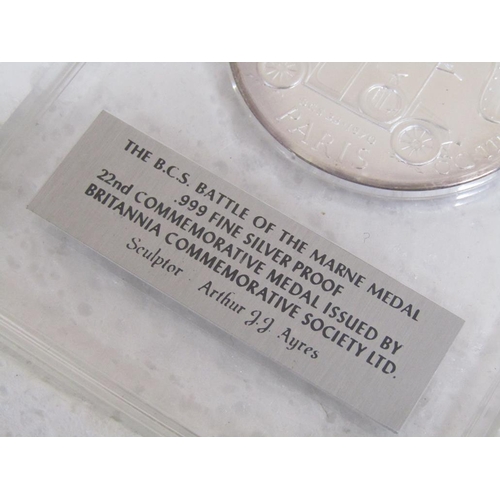 PARIS
THE B.C.S. BATTLE OF THE MARNE MEDAL
.999 FINE SILVER PROOF
22nd COMMEMORATIVE MEDAL ISSUED BY
BRITANNIA COMMEMORATIVE SOCIETY LTD.
Sculptor · Arthur J.J. Ayres